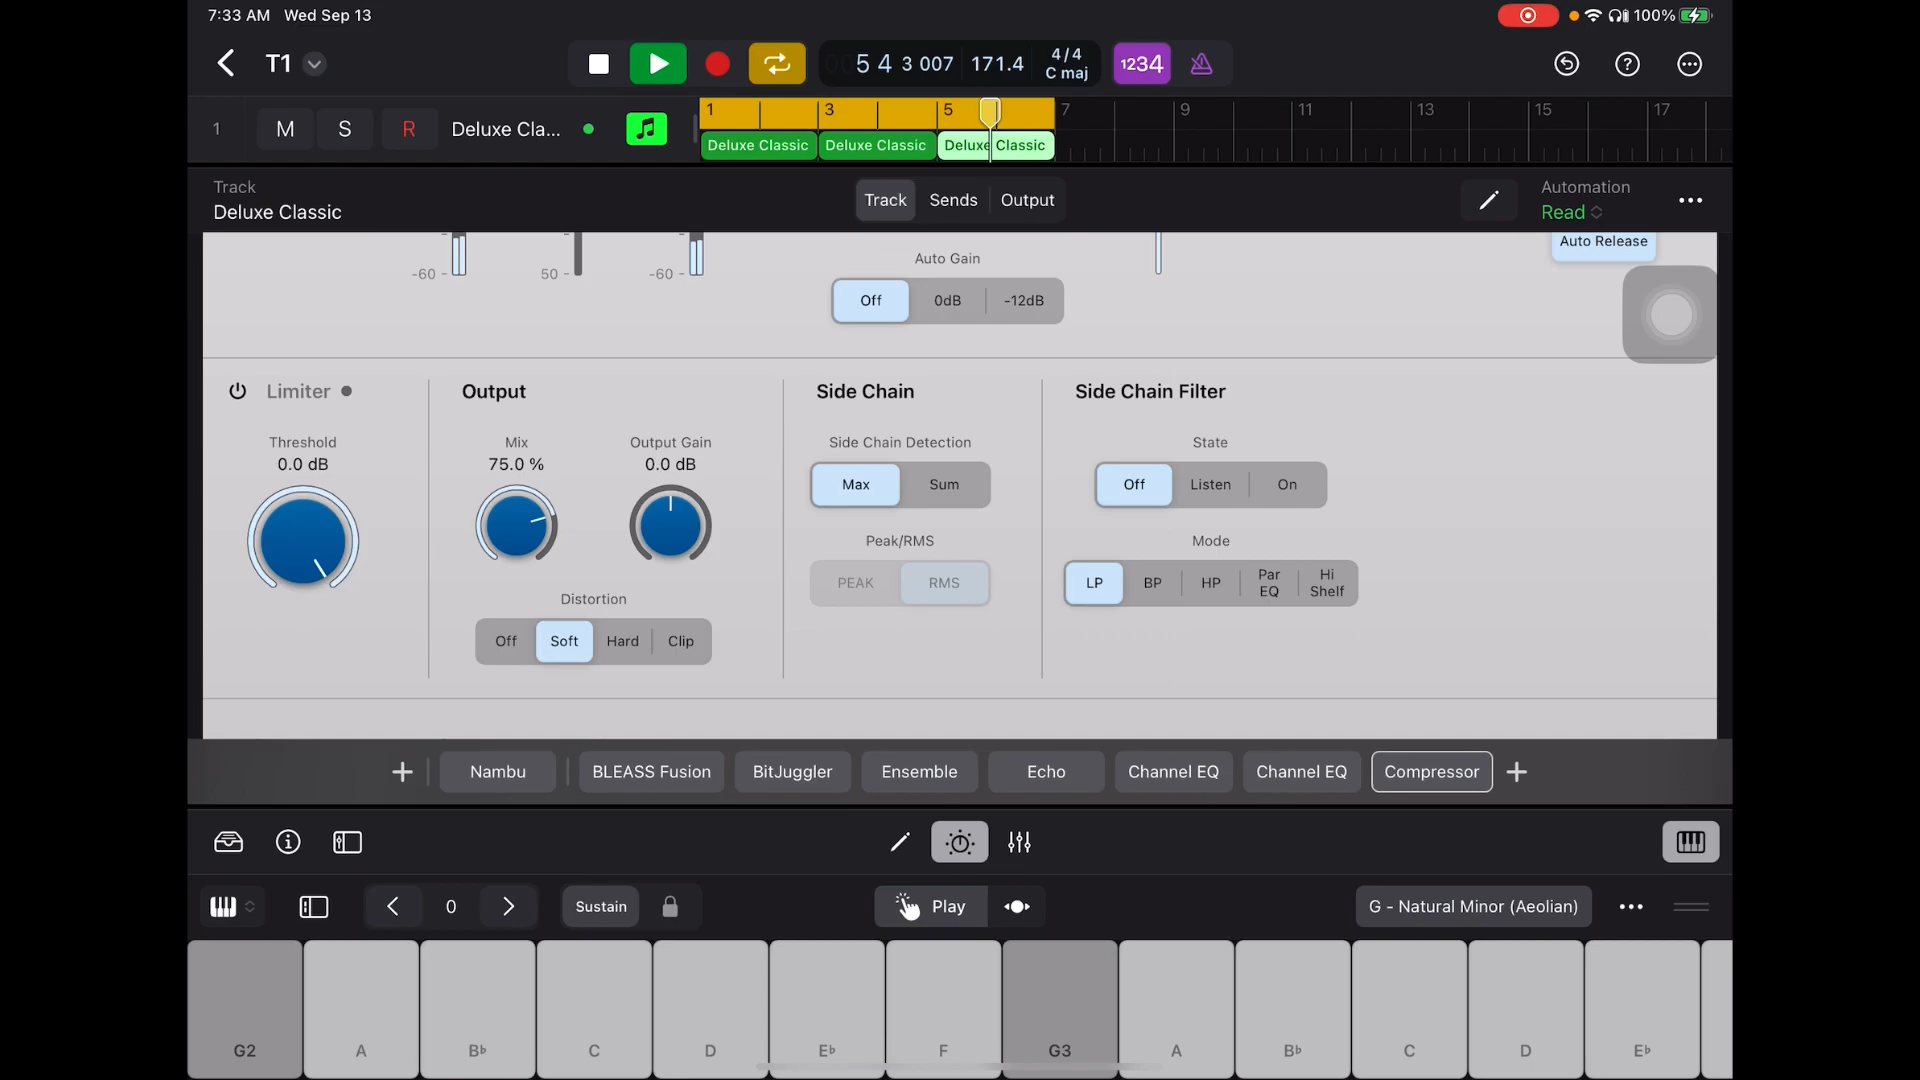 7:33 AM Wed Sep 13
100%
T1
5 4 3 007
171.4
4/4
C maj
1234
1
M
S
R
Deluxe Cla...
1 3 5 7 9 11 13 15 17
Deluxe Classic
Deluxe Classic
Deluxe Classic
Track
Deluxe Classic
Track
Sends
Output
Automation
Read
Auto Release
-60
50
-60
Auto Gain
Off
0dB
-12dB
Limiter
Threshold
0.0 dB
Output
Mix
75.0 %
Output Gain
0.0 dB
Distortion
Off
Soft
Hard
Clip
Side Chain
Side Chain Detection
Max
Sum
Peak/RMS
PEAK
RMS
Side Chain Filter
State
Off
Listen
On
Mode
LP
BP
HP
Par
EQ
Hi
Shelf
Nambu
BLEASS Fusion
BitJuggler
Ensemble
Echo
Channel EQ
Channel EQ
Compressor
0
Sustain
Play
G - Natural Minor (Aeolian)
G2 A B♭ C D E♭ F G3 A B♭ C D E♭